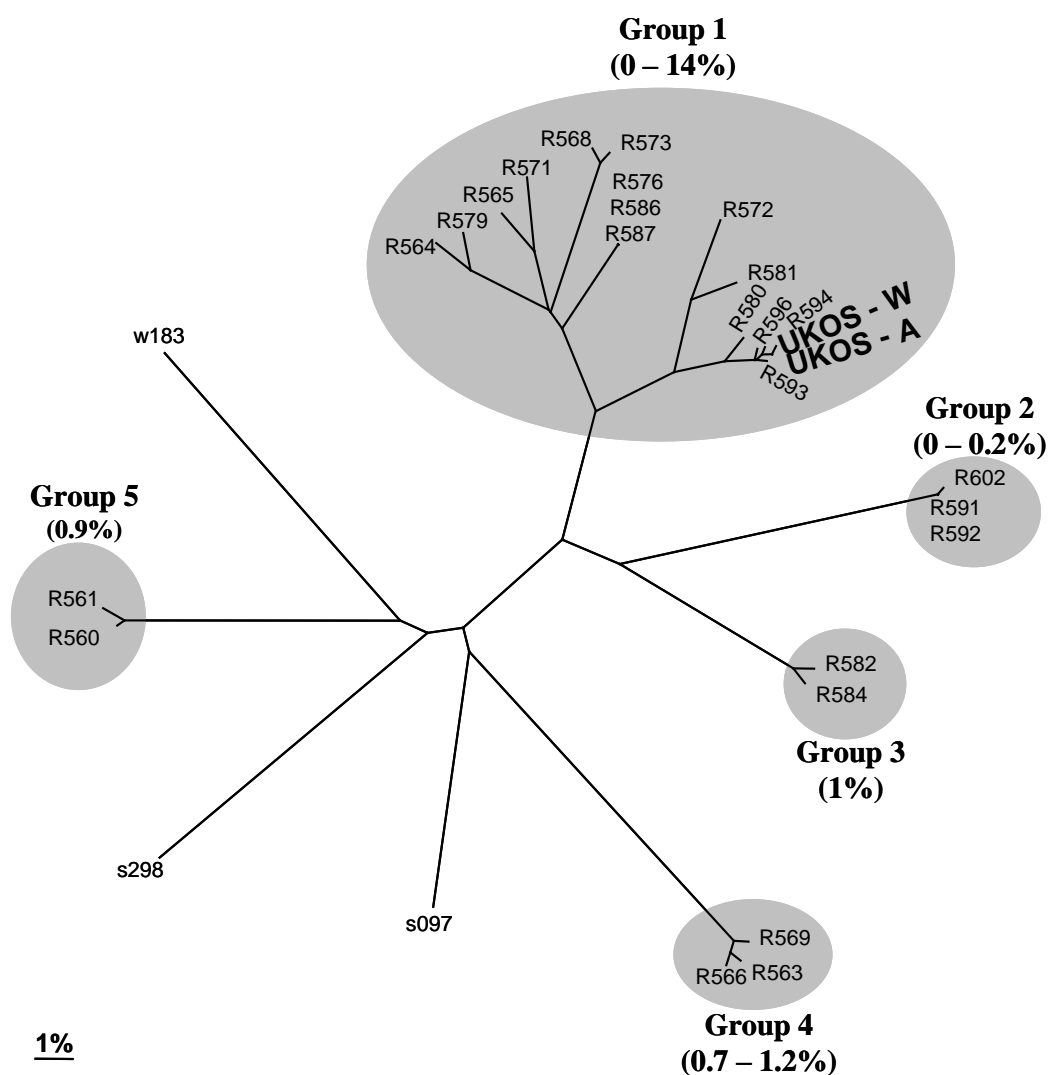 Group 1
(0 – 14%)
R568
R573
R571
R576
R565
R586
R572
R579
R587
R564
R581
R580
R596
R594
UKOS - W
UKOS - A
R593
w183
Group 2
(0 – 0.2%)
R602
R591
R592
Group 5
(0.9%)
R561
R560
R582
R584
Group 3
(1%)
s298
s097
R569
R566
R563
Group 4
(0.7 – 1.2%)
1%